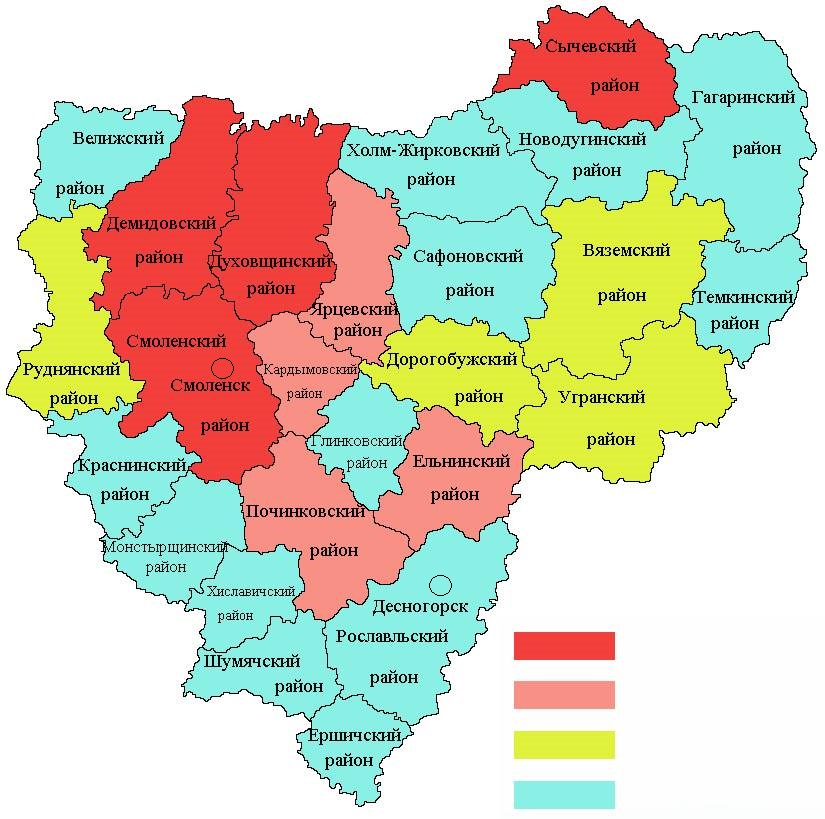 Сычевский
район
Гагаринский
район
Велижский
район
Новодугинский
район
Холм-Жирковский
район
Демидовский
район
Духовщинский
район
Вяземский
район
Сафоновский
район
Темкинский
район
Ярцевский
район
Смоленский
Смоленск
район
Руднянский
район
Кардымовский
район
Дорогобужский
район
Угранский
район
Глинковский
район
Ельнинский
район
Краснинский
район
Починковский
район
Монстырщинский
район
Хиславичский
район
Десногорск
Рославльский
район
Шумячский
район
Ершичский
район